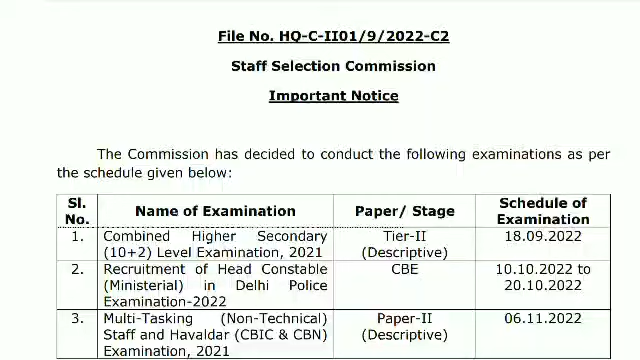 File No. HQ-C-II01/9/2022-C2
Staff Selection Commission
Important Notice
The Commission has decided to conduct the following examinations as per
the schedule given below:
Sl. No. Name of Examination Paper/ Stage Schedule of Examination
1. Combined Higher Secondary (10+2) Level Examination, 2021 Tier-II (Descriptive) 18.09.2022
2. Recruitment of Head Constable (Ministerial) in Delhi Police Examination-2022 CBE 10.10.2022 to 20.10.2022
3. Multi-Tasking (Non-Technical) Staff and Havaldar (CBIC & CBN) Examination, 2021 Paper-II (Descriptive) 06.11.2022